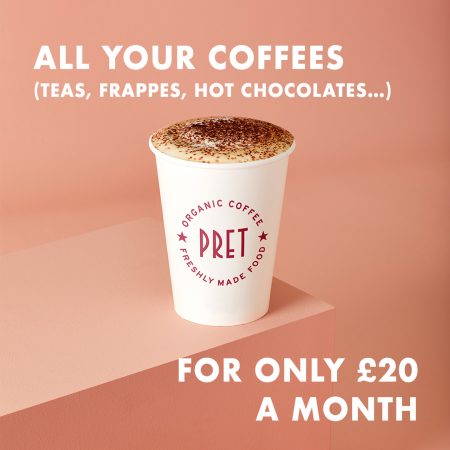 ALL YOUR COFFEES
(TEAS, FRAPPES, HOT CHOCOLATES...)
ORGANIC COFFEE
PRET
FRESHLY MADE FOOD
FOR ONLY £20
A MONTH